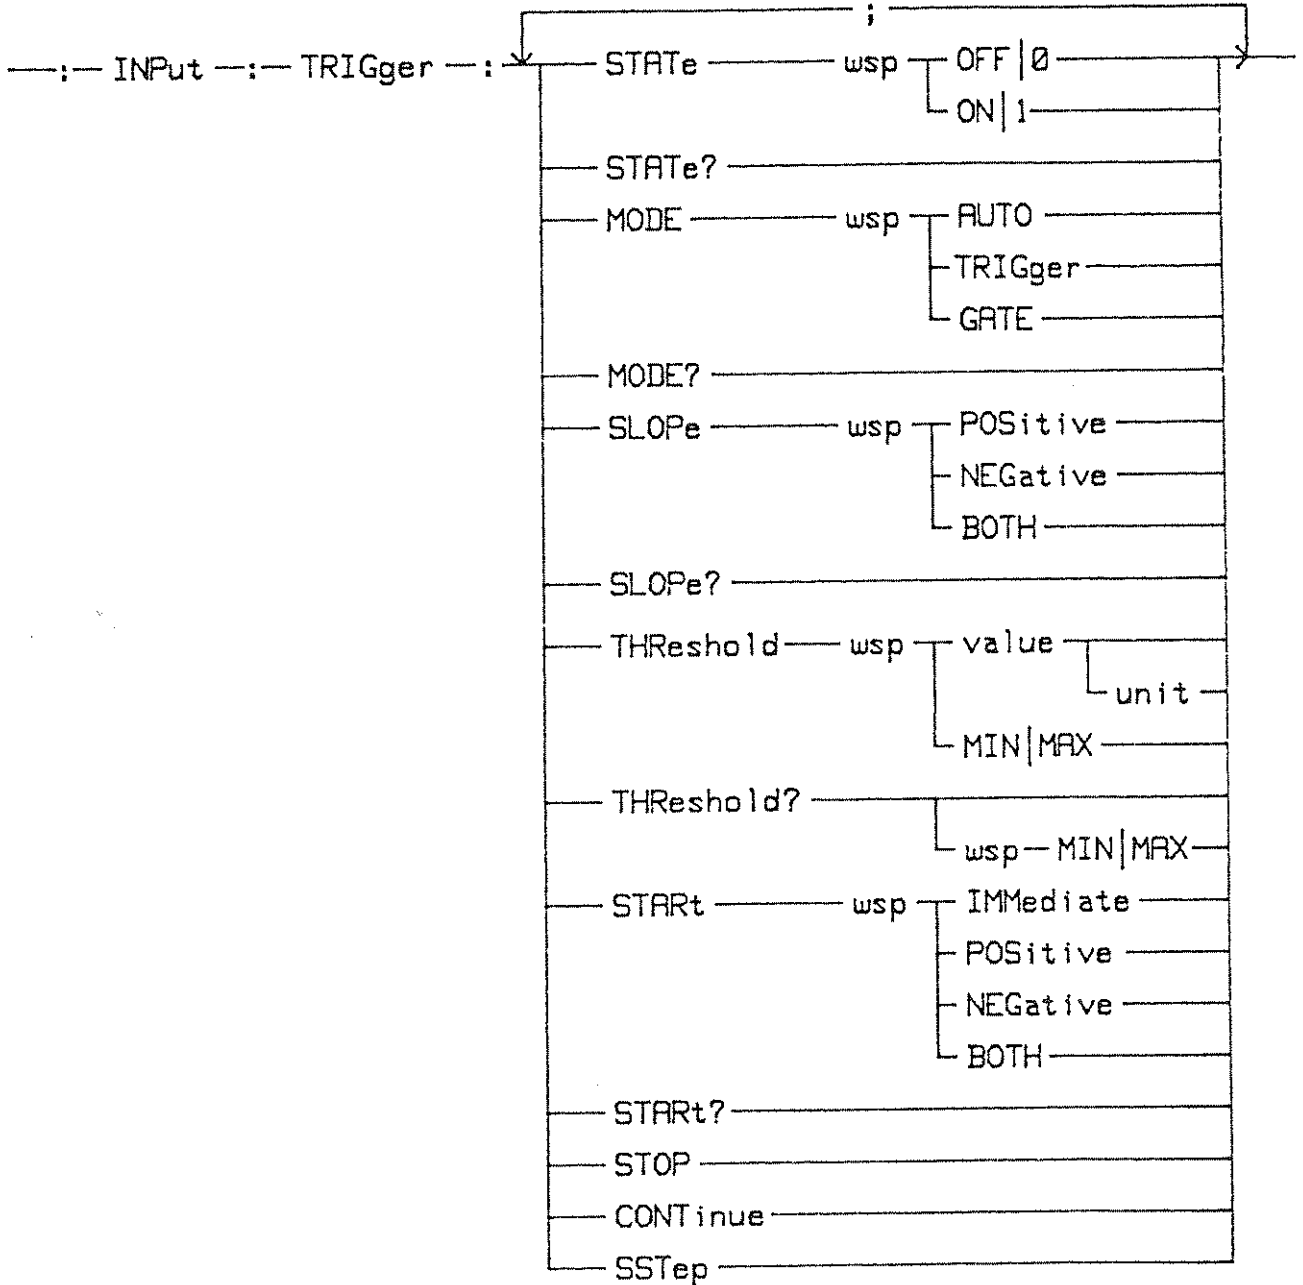 ;
: INPut : TRIGger : STATe wsp OFF|0
ON|1
STATe?
MODE wsp AUTO
TRIGger
GATE
MODE?
SLOPe wsp POSitive
NEGative
BOTH
SLOPe?
THReshold wsp value
unit
MIN|MAX
THReshold?
wsp MIN|MAX
STARt wsp IMMediate
POSitive
NEGative
BOTH
STARt?
STOP
CONTinue
SSTep